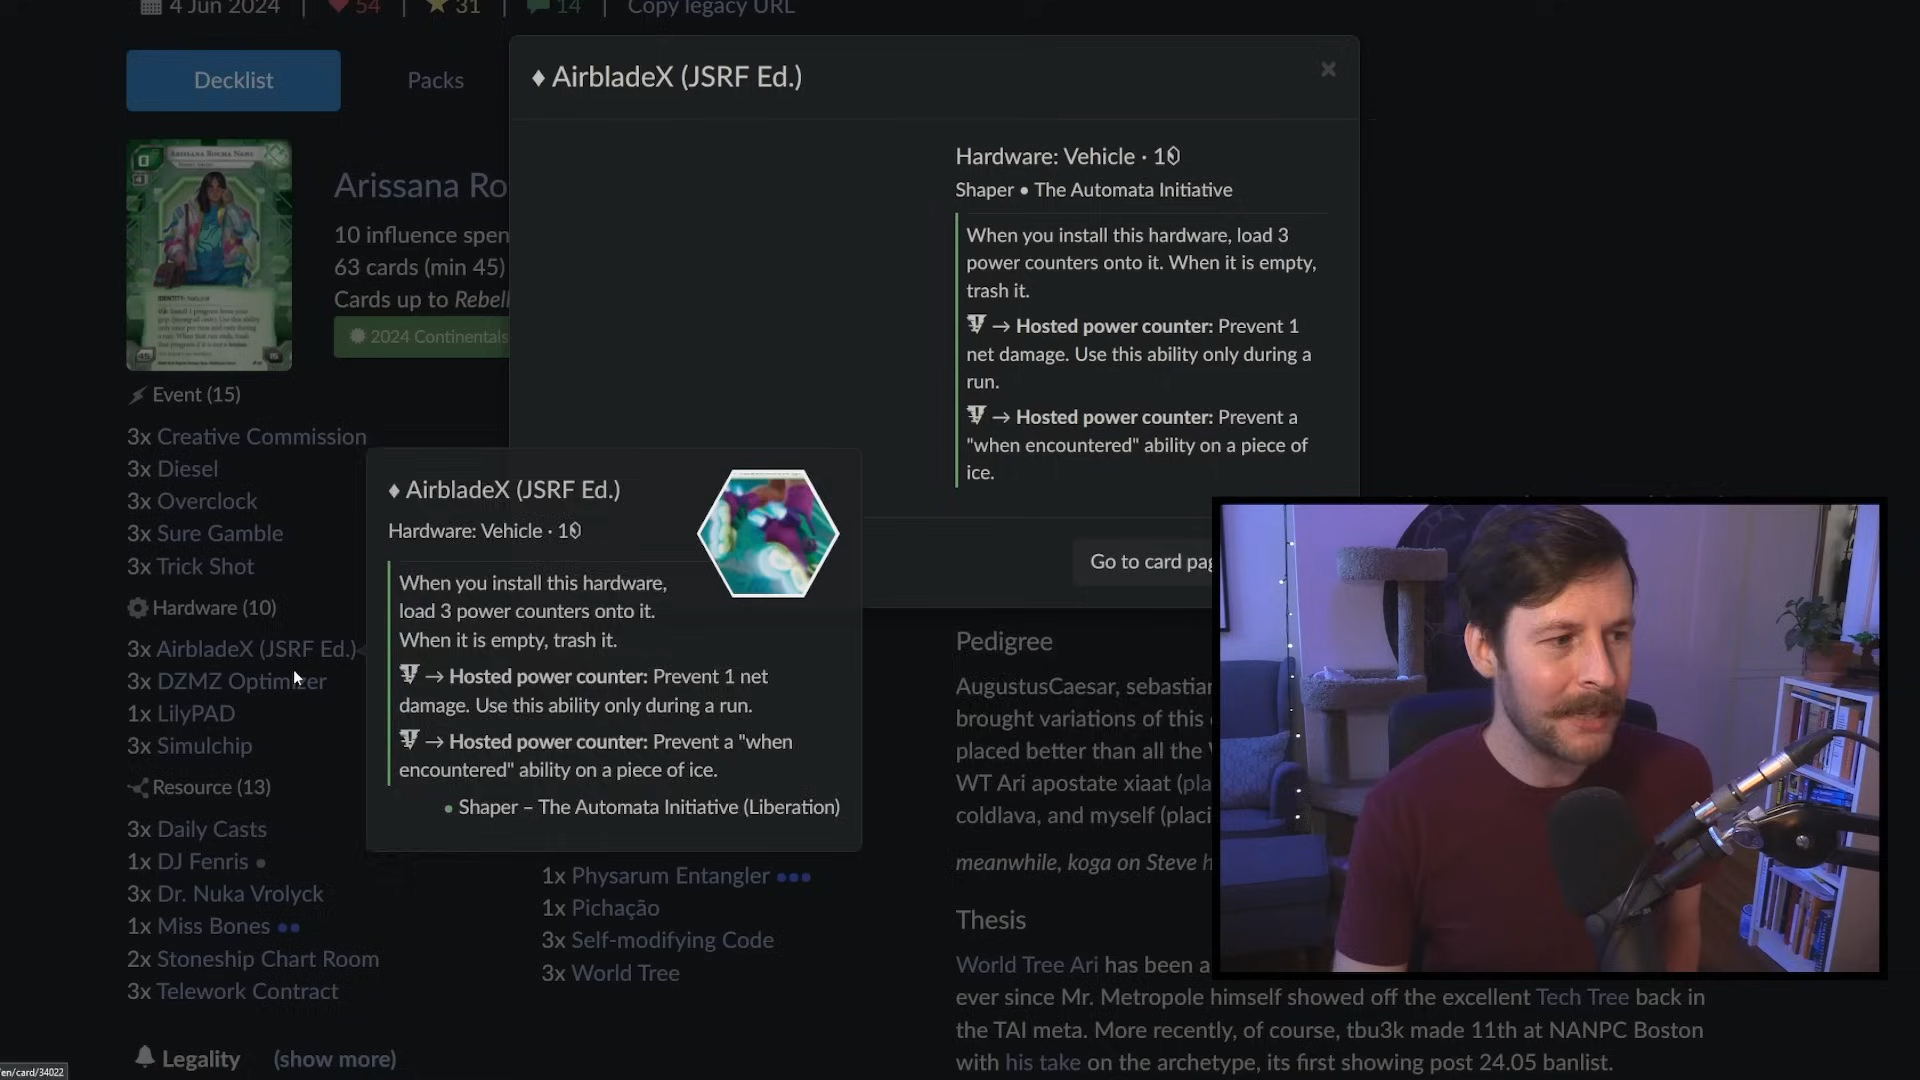 4 Jun 2024 | 54 | 31 | 14 | Copy legacy URL
Decklist
Packs
Arissana Ro
10 influence spen
63 cards (min 45)
Cards up to Rebell
2024 Continentals
Event (15)
3x Creative Commission
3x Diesel
3x Overclock
3x Sure Gamble
3x Trick Shot
Hardware (10)
3x AirbladeX (JSRF Ed.)
3x DZMZ Optimizer
1x LilyPAD
3x Simulchip
Resource (13)
3x Daily Casts
1x DJ Fenris
3x Dr. Nuka Vrolyck
1x Miss Bones
2x Stoneship Chart Room
3x Telework Contract
Legality (show more)
♦ AirbladeX (JSRF Ed.)
×
Hardware: Vehicle · 1
Shaper • The Automata Initiative
When you install this hardware, load 3
power counters onto it. When it is empty,
trash it.
→ Hosted power counter: Prevent 1
net damage. Use this ability only during a
run.
→ Hosted power counter: Prevent a
"when encountered" ability on a piece of
ice.
Go to card pag
♦ AirbladeX (JSRF Ed.)
Hardware: Vehicle · 1
When you install this hardware,
load 3 power counters onto it.
When it is empty, trash it.
→ Hosted power counter: Prevent 1 net
damage. Use this ability only during a run.
→ Hosted power counter: Prevent a "when
encountered" ability on a piece of ice.
• Shaper – The Automata Initiative (Liberation)
1x Physarum Entangler
1x Pichação
3x Self-modifying Code
3x World Tree
Pedigree
AugustusCaesar, sebastian
brought variations of this
placed better than all the
WT Ari apostate xiaat (pla
coldlava, and myself (placi
meanwhile, koga on Steve h
Thesis
World Tree Ari has been a
ever since Mr. Metropole himself showed off the excellent Tech Tree back in
the TAI meta. More recently, of course, tbu3k made 11th at NANPC Boston
with his take on the archetype, its first showing post 24.05 banlist.
en/card/34022